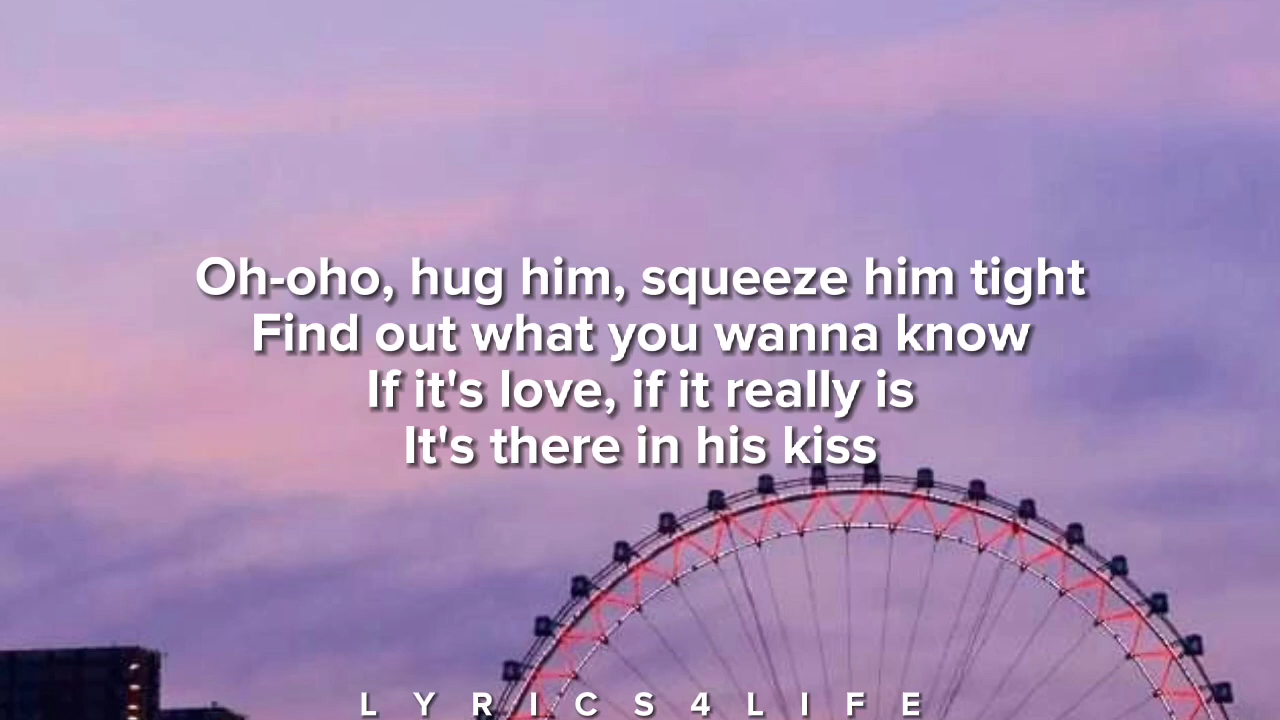 Oh-oho, hug him, squeeze him tight
Find out what you wanna know
If it's love, if it really is
It's there in his kiss
LYRICS4LIFE